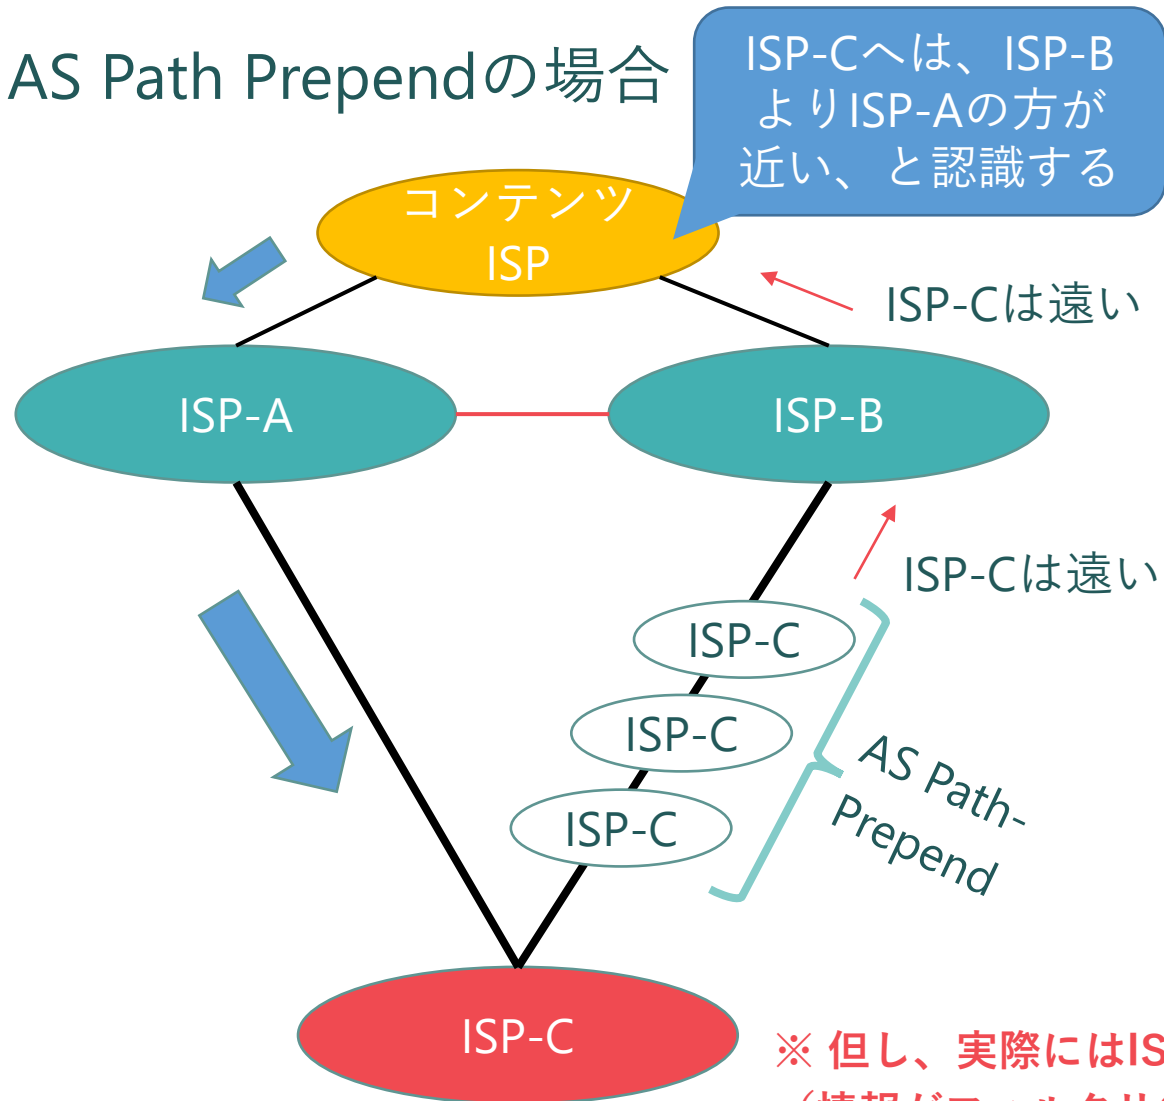 AS Path Prependの場合
ISP-Cへは、ISP-B
よりISP-Aの方が
近い、と認識する
コンテンツ
ISP
ISP-Cは遠い
ISP-A
ISP-B
ISP-Cは遠い
ISP-C
ISP-C
ISP-C
AS Path-
Prepend
ISP-C
※ 但し、実際にはIS